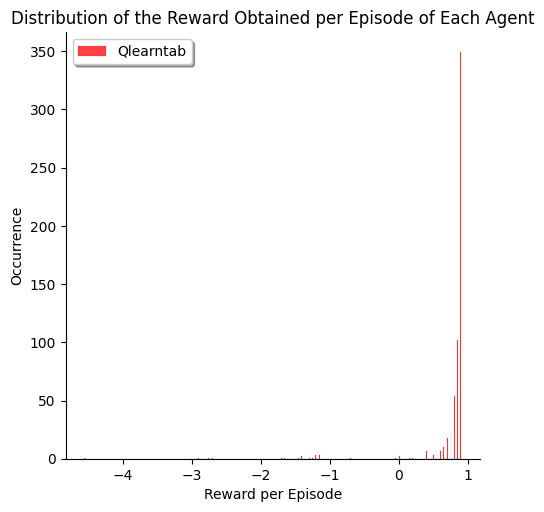 Distribution of the Reward Obtained per Episode of Each Agent
Qlearntab
350
300
250
200
150
100
50
0
Occurrence
−4 −3 −2 −1 0 1
Reward per Episode